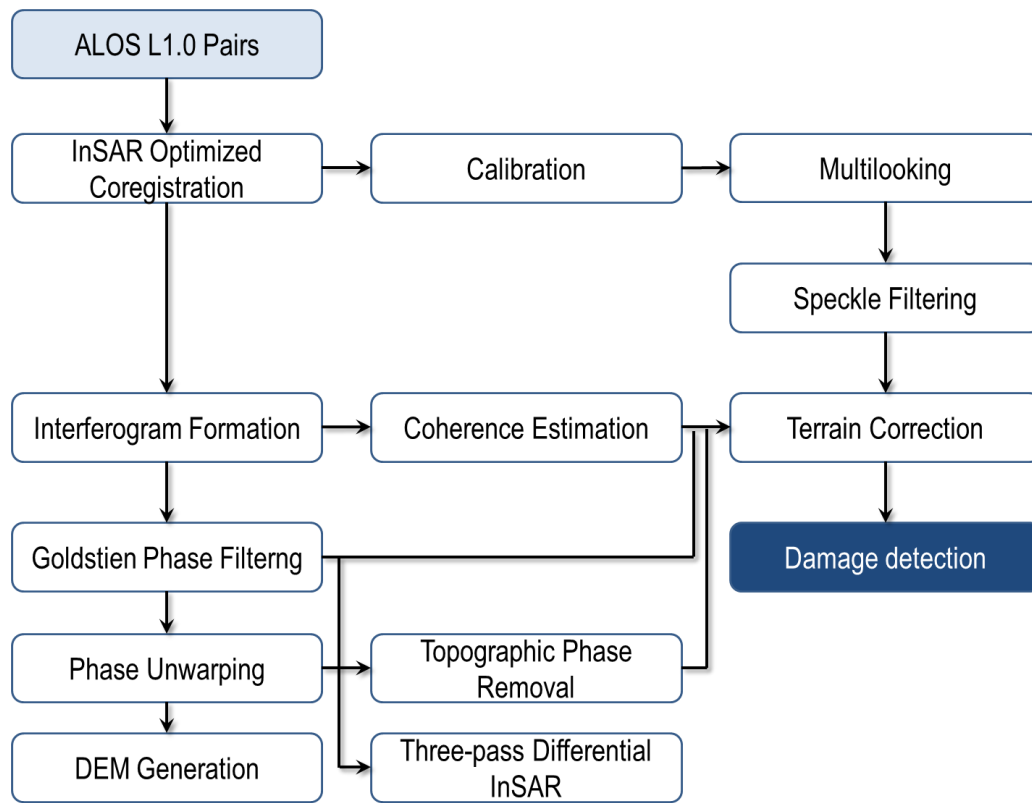 ALOS L1.0 Pairs
InSAR Optimized
Coregistration
Calibration
Multilooking
Speckle Filtering
Interferogram Formation
Coherence Estimation
Terrain Correction
Goldstien Phase Filterng
Damage detection
Phase Unwarping
Topographic Phase
Removal
DEM Generation
Three-pass Differential
InSAR